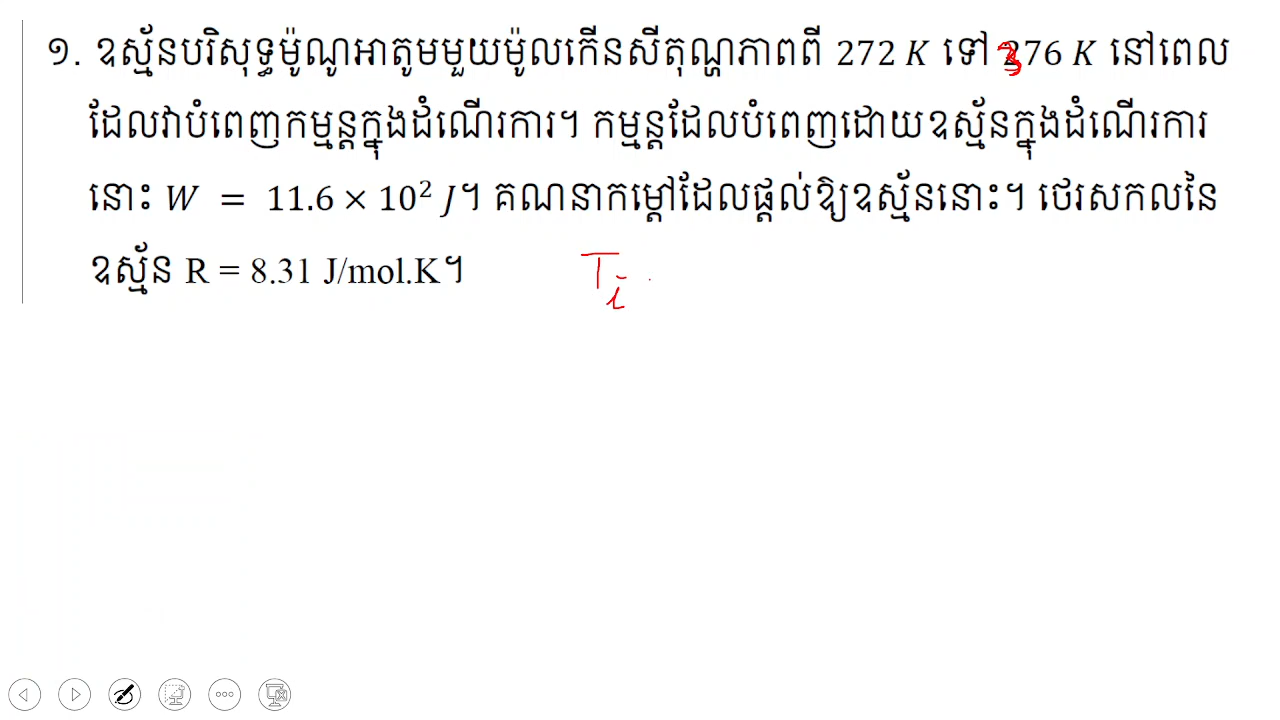 ១. ឧស្ម័នបរិសុទ្ធម៉ូណូអាតូមមួយម៉ូលកើនសីតុណ្ហភាពពី 272 K ទៅ 376 K នៅពេល
ដែលវាបំពេញកម្មន្តក្នុងដំណើរការ។ កម្មន្តដែលបំពេញដោយឧស្ម័នក្នុងដំណើរការ
នោះ W = 11.6 × 10² J។ គណនាកម្តៅដែលផ្តល់ឱ្យឧស្ម័ននោះ។ ថេរសកលនៃ
ឧស្ម័ន R = 8.31 J/mol.K។
Ti